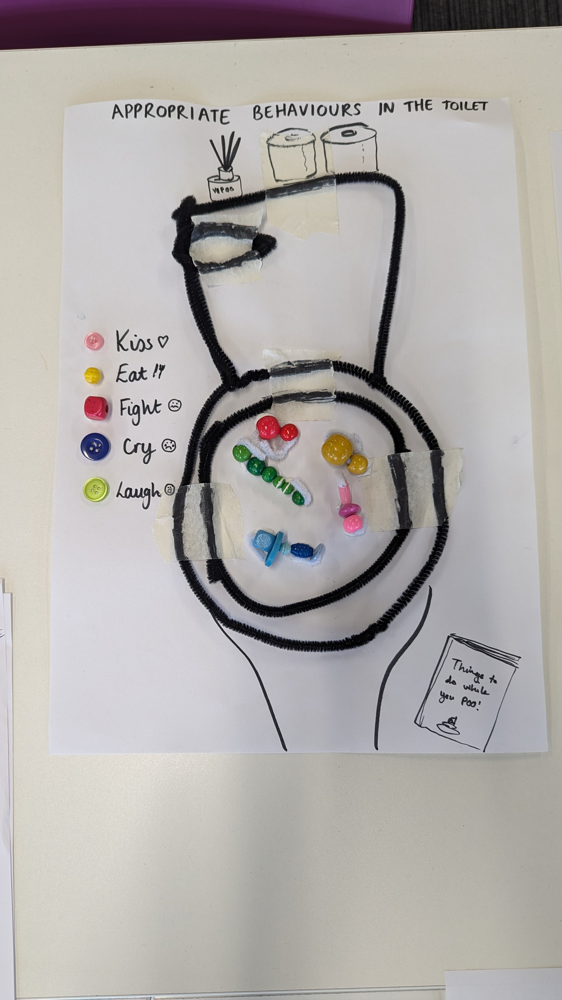 APPROPRIATE BEHAVIOURS IN THE TOILET
Kiss
Eat
Fight
Cry
Laugh
Things to
do while
you Poo!